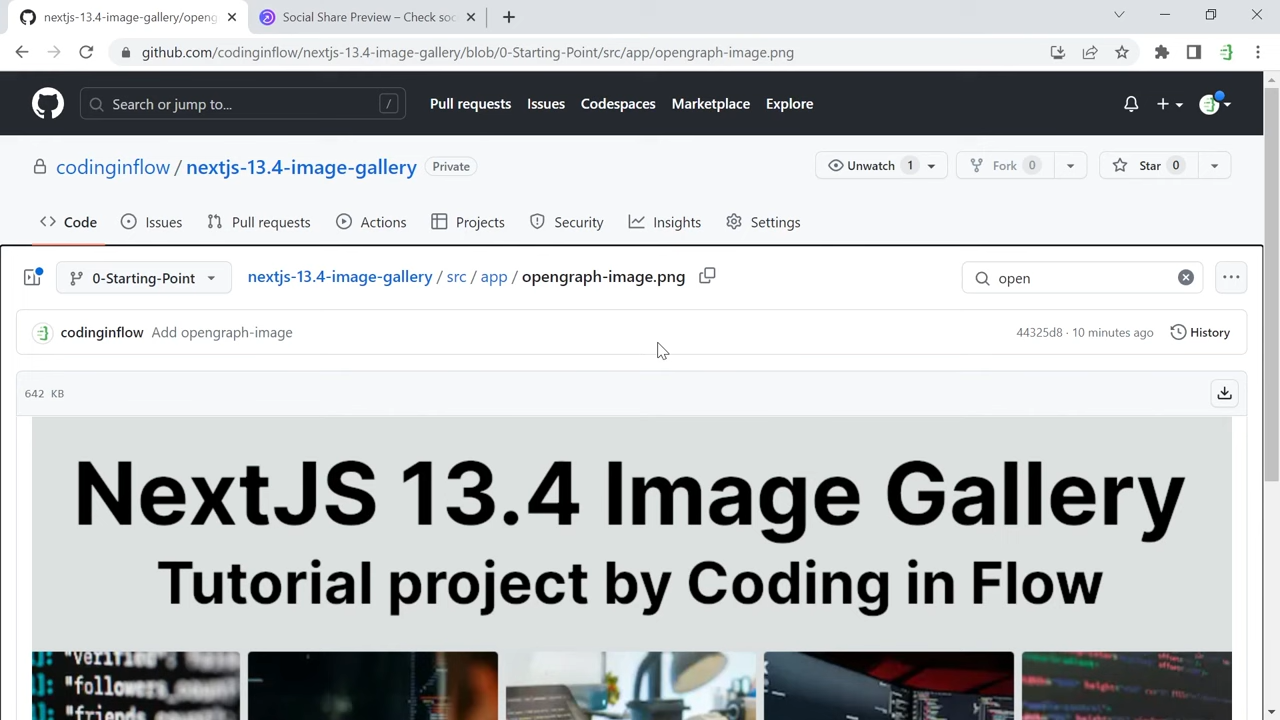 nextjs-13.4-image-gallery/openg
Social Share Preview – Check soc
github.com/codinginflow/nextjs-13.4-image-gallery/blob/0-Starting-Point/src/app/opengraph-image.png
Search or jump to... /
Pull requests Issues Codespaces Marketplace Explore
codinginflow / nextjs-13.4-image-gallery Private
Unwatch 1 Fork 0 Star 0
Code Issues Pull requests Actions Projects Security Insights Settings
0-Starting-Point nextjs-13.4-image-gallery / src / app / opengraph-image.png
open
codinginflow Add opengraph-image
44325d8 · 10 minutes ago History
642 KB
NextJS 13.4 Image Gallery
Tutorial project by Coding in Flow
"verified":
"followers_count"
"friends